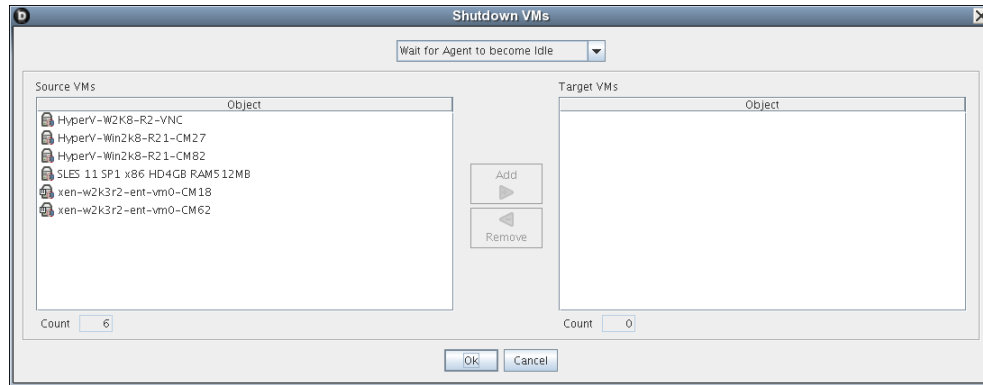 Shutdown VMs
Wait for Agent to become Idle
Source VMs
Object
HyperV-W2K8-R2-VNC
HyperV-Win2k8-R21-CM27
HyperV-Win2k8-R21-CM82
SLES 11 SP1 x86 HD4GB RAM512MB
xen-w2k3r2-ent-vm0-CM18
xen-w2k3r2-ent-vm0-CM62
Count 6
Add
Remove
Target VMs
Object
Count 0
Ok Cancel